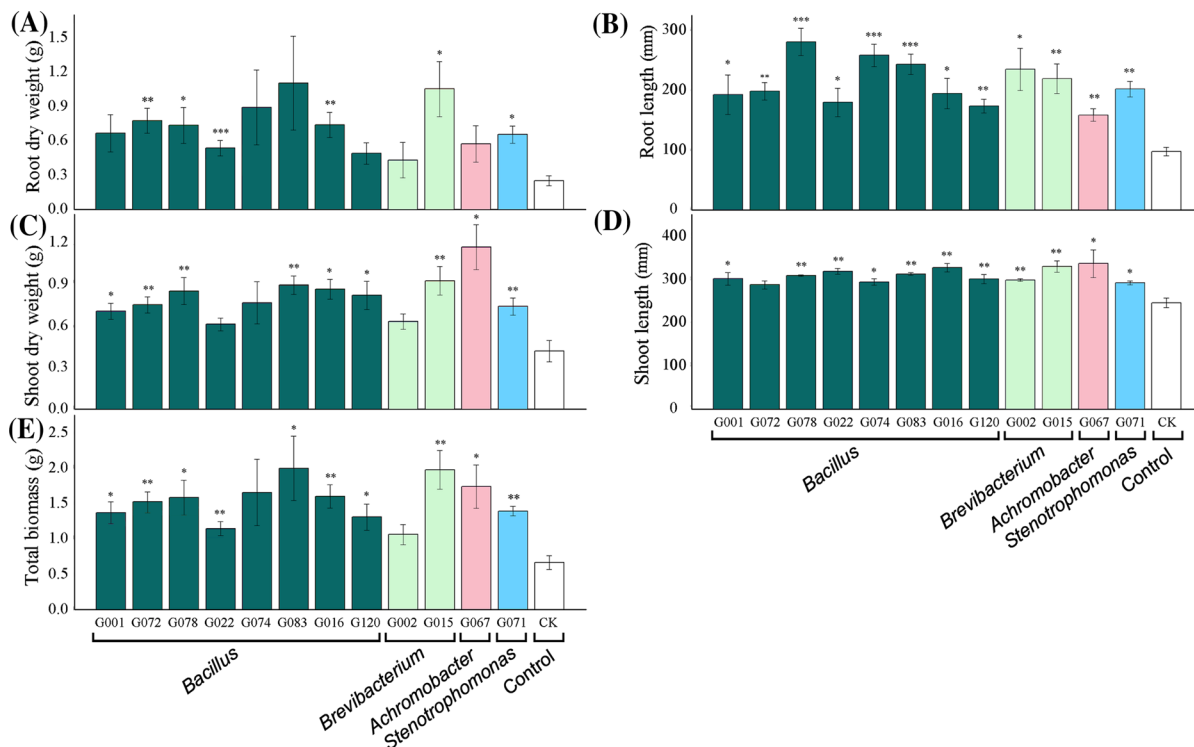 (A)
Root dry weight (g)
1.5
1.2
0.9
0.6
0.3
0.0
** * *** ** * *
(B)
Root length (mm)
300
200
100
0
* ** *** * *** *** * ** * ** ** **
(C)
Shoot dry weight (g)
1.2
0.9
0.6
0.3
0.0
* ** ** ** * * ** * **
(D)
Shoot length (mm)
400
300
200
100
0
* ** ** * ** ** ** ** ** * *
G001 G072 G078 G022 G074 G083 G016 G120 G002 G015 G067 G071 CK
Bacillus
Brevibacterium
Achromobacter
Stenotrophomonas
Control
(E)
Total biomass (g)
2.5
2.0
1.5
1.0
0.5
0.0
* ** * ** * ** * ** * **
G001 G072 G078 G022 G074 G083 G016 G120 G002 G015 G067 G071 CK
Bacillus
Brevibacterium
Achromobacter
Stenotrophomonas
Control